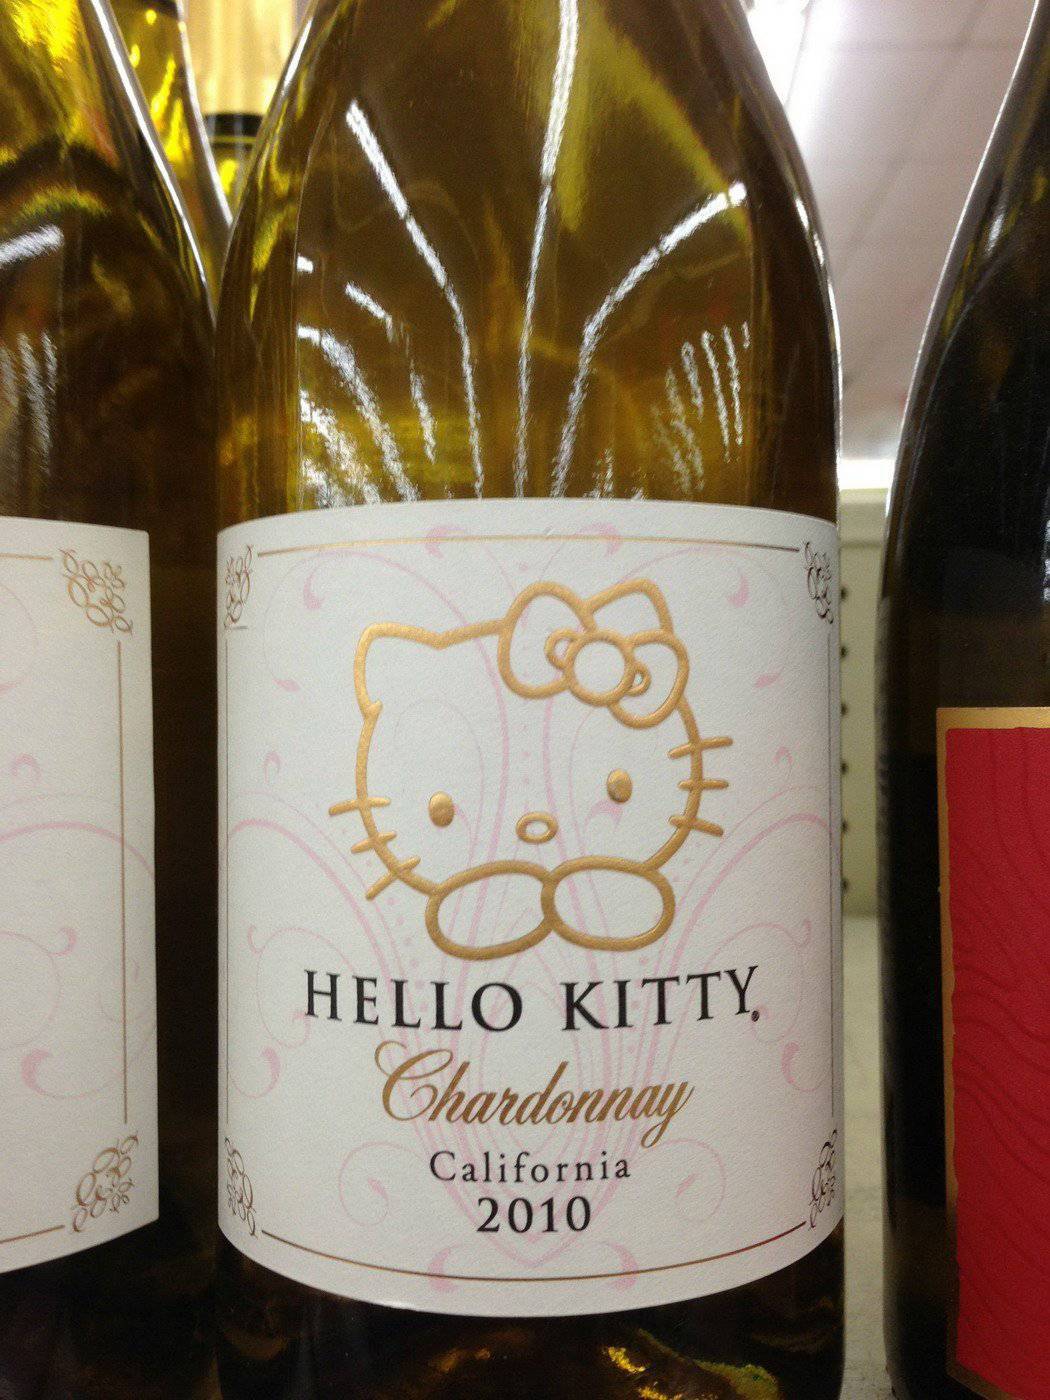 HELLO KITTY®
Chardonnay
California
2010